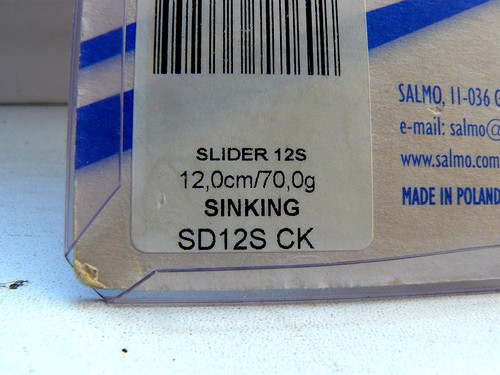 SLIDER 12S
12,0cm/70,0g
SINKING
SD12S CK
SALMO, 11-036
e-mail: salmo@
www.salmo.com
MADE IN POLAND